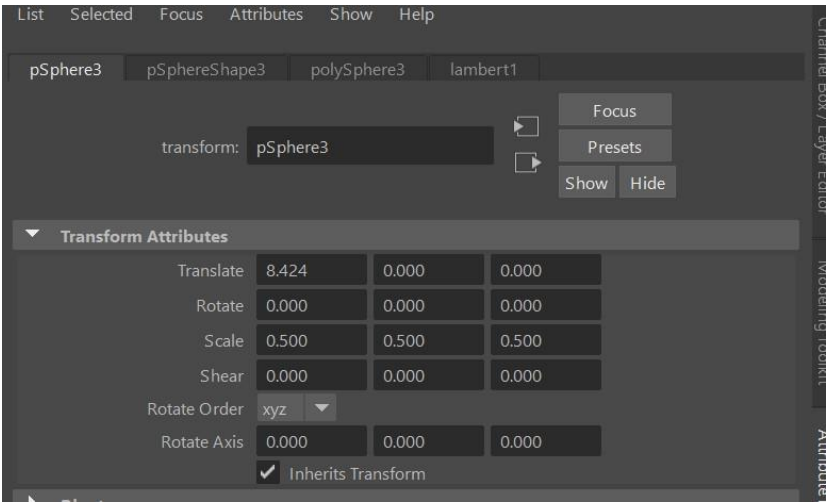 List Selected Focus Attributes Show Help
pSphere3 pSphereShape3 polySphere3 lambert1
Focus
transform: pSphere3
Presets
Show Hide
Transform Attributes
Translate 8.424 0.000 0.000
Rotate 0.000 0.000 0.000
Scale 0.500 0.500 0.500
Shear 0.000 0.000 0.000
Rotate Order xyz
Rotate Axis 0.000 0.000 0.000
Inherits Transform
Channel Box / Layer Editor
Modeling Toolkit
Attribute